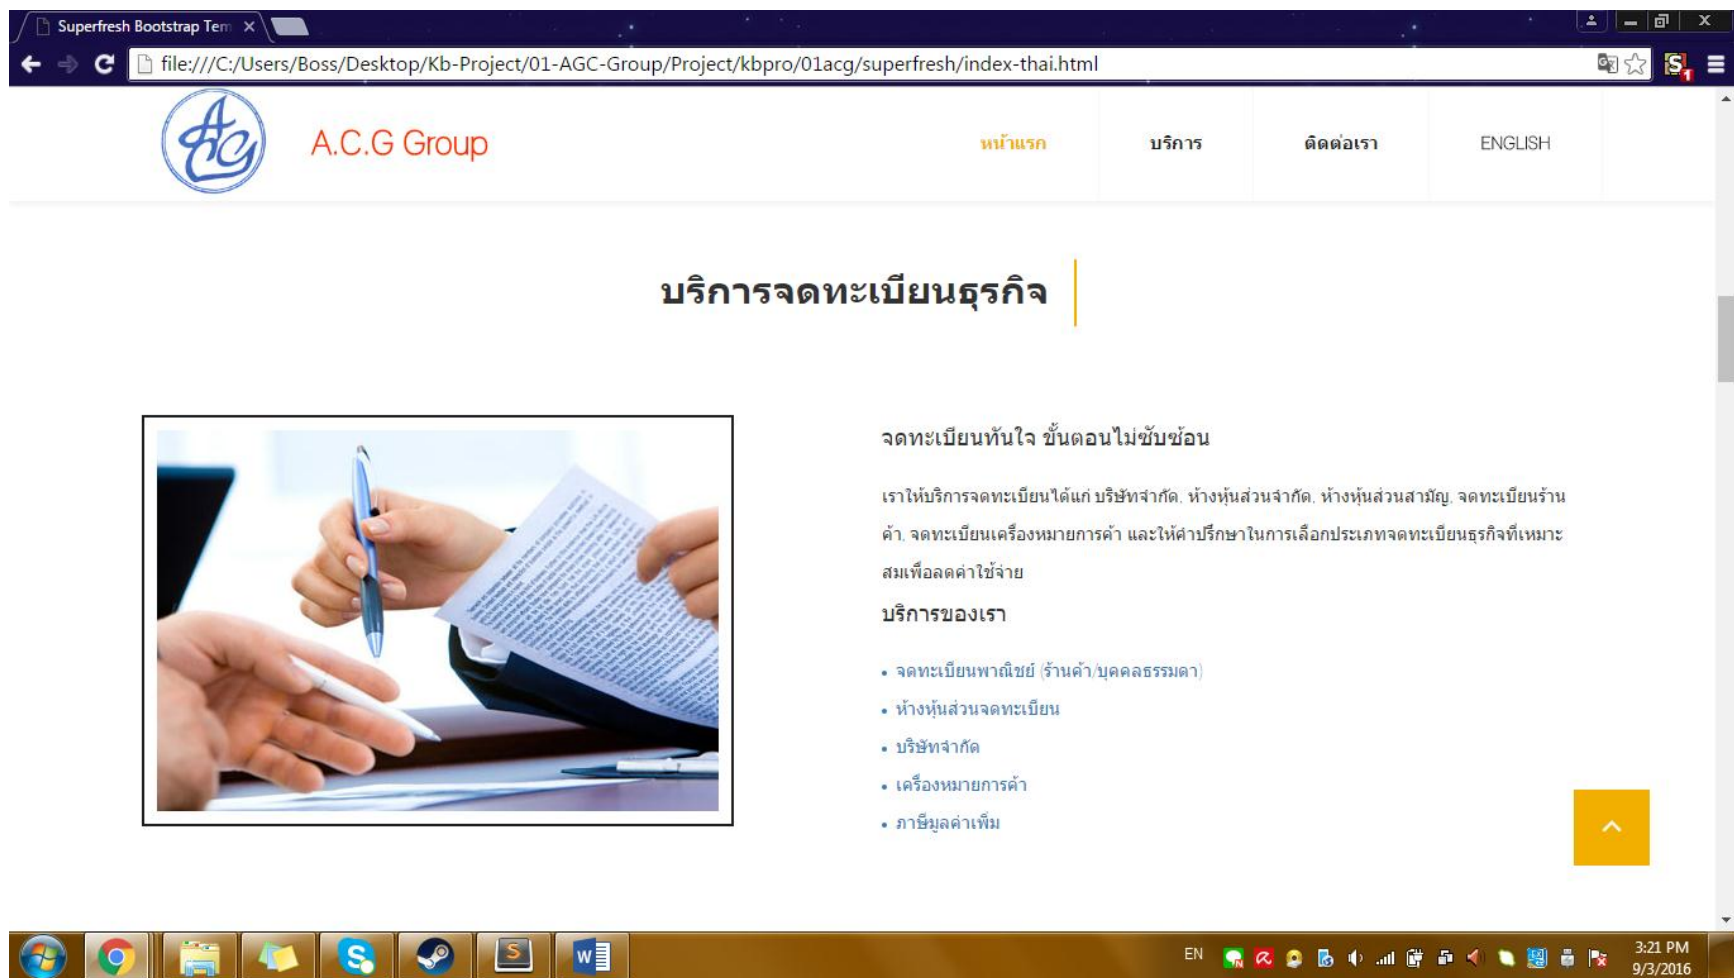 Superfresh Bootstrap Tem
file:///C:/Users/Boss/Desktop/Kb-Project/01-AGC-Group/Project/kbpro/01acg/superfresh/index-thai.html
ACG A.C.G Group หน้าแรก บริการ ติดต่อเรา ENGLISH
บริการจดทะเบียนธุรกิจ
จดทะเบียนทันใจ ขั้นตอนไม่ซับซ้อน
เราให้บริการจดทะเบียนได้แก่ บริษัทจำกัด, ห้างหุ้นส่วนจำกัด, ห้างหุ้นส่วนสามัญ, จดทะเบียนร้าน
ค้า, จดทะเบียนเครื่องหมายการค้า และให้คำปรึกษาในการเลือกประเภทจดทะเบียนธุรกิจที่เหมาะ
สมเพื่อลดค่าใช้จ่าย
บริการของเรา
• จดทะเบียนพาณิชย์ (ร้านค้า/บุคคลธรรมดา)
• ห้างหุ้นส่วนจดทะเบียน
• บริษัทจำกัด
• เครื่องหมายการค้า
• ภาษีมูลค่าเพิ่ม
EN 3:21 PM
9/3/2016